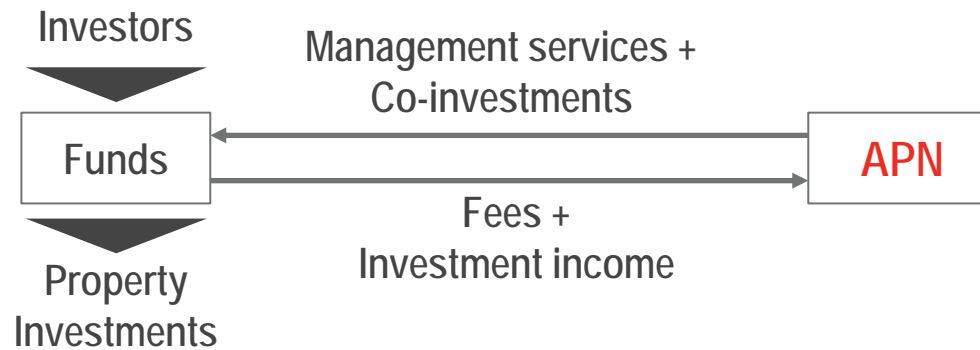 Investors
Management services +
Co-investments
Funds
APN
Fees +
Investment income
Property
Investments